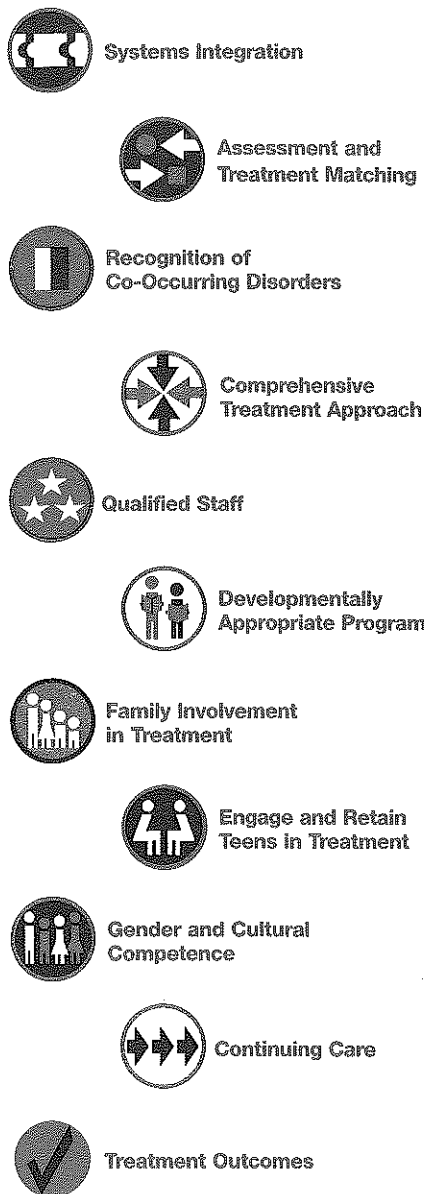 Systems Integration
Assessment and
Treatment Matching
Recognition of
Co-Occurring Disorders
Comprehensive
Treatment Approach
Qualified Staff
Developmentally
Appropriate Program
Family Involvement
in Treatment
Engage and Retain
Teens in Treatment
Gender and Cultural
Competence
Continuing Care
Treatment Outcomes